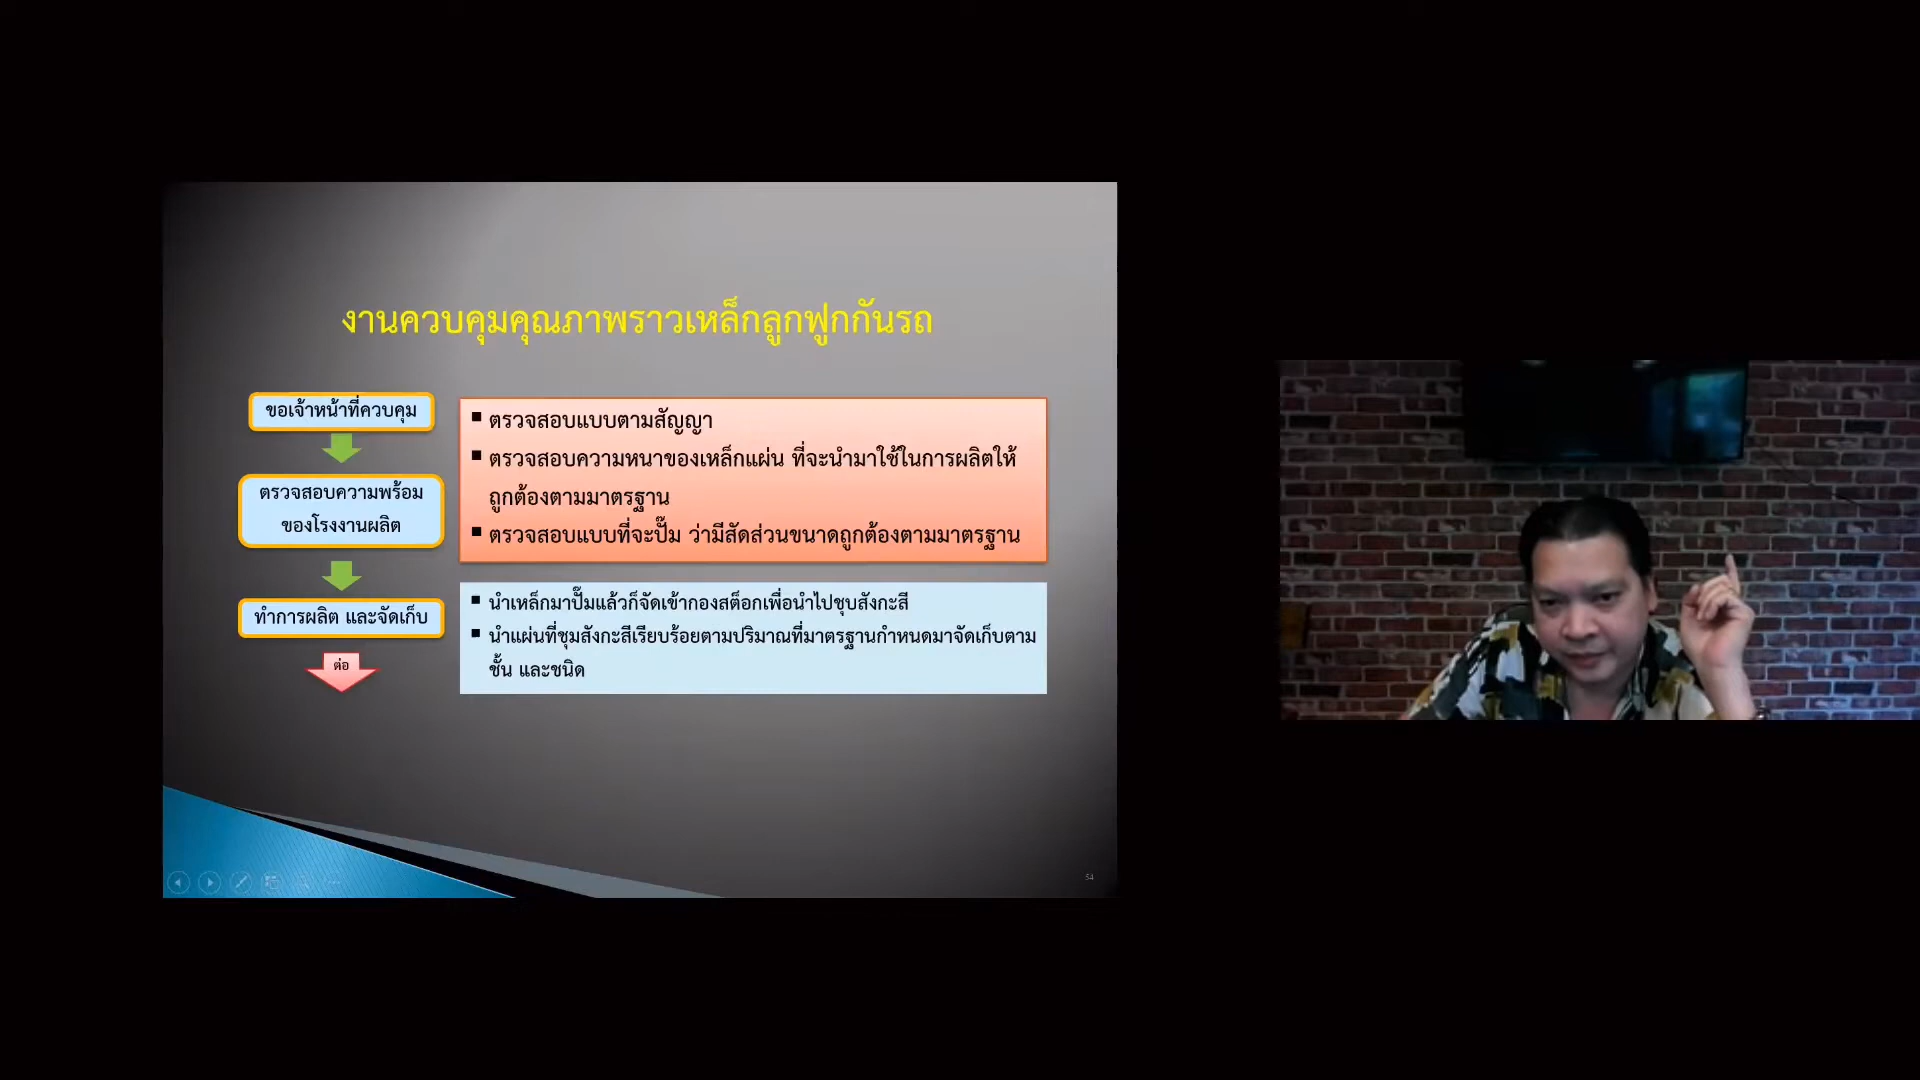 งานควบคุมคุณภาพราวเหล็กลูกฟูกกันรถ
ขอเจ้าหน้าที่ควบคุม
ตรวจสอบความพร้อม
ของโรงงานผลิต
ทำการผลิต และจัดเก็บ
ต่อ
▪ ตรวจสอบแบบตามสัญญา
▪ ตรวจสอบความหนาของเหล็กแผ่น ที่จะนำมาใช้ในการผลิตให้
ถูกต้องตามมาตรฐาน
▪ ตรวจสอบแบบที่จะปั๊ม ว่ามีสัดส่วนขนาดถูกต้องตามมาตรฐาน
▪ นำเหล็กมาปั๊มแล้วก็จัดเข้ากองสต็อกเพื่อนำไปชุบสังกะสี
▪ นำแผ่นที่ชุมสังกะสีเรียบร้อยตามปริมาณที่มาตรฐานกำหนดมาจัดเก็บตาม
ชั้น และชนิด
54